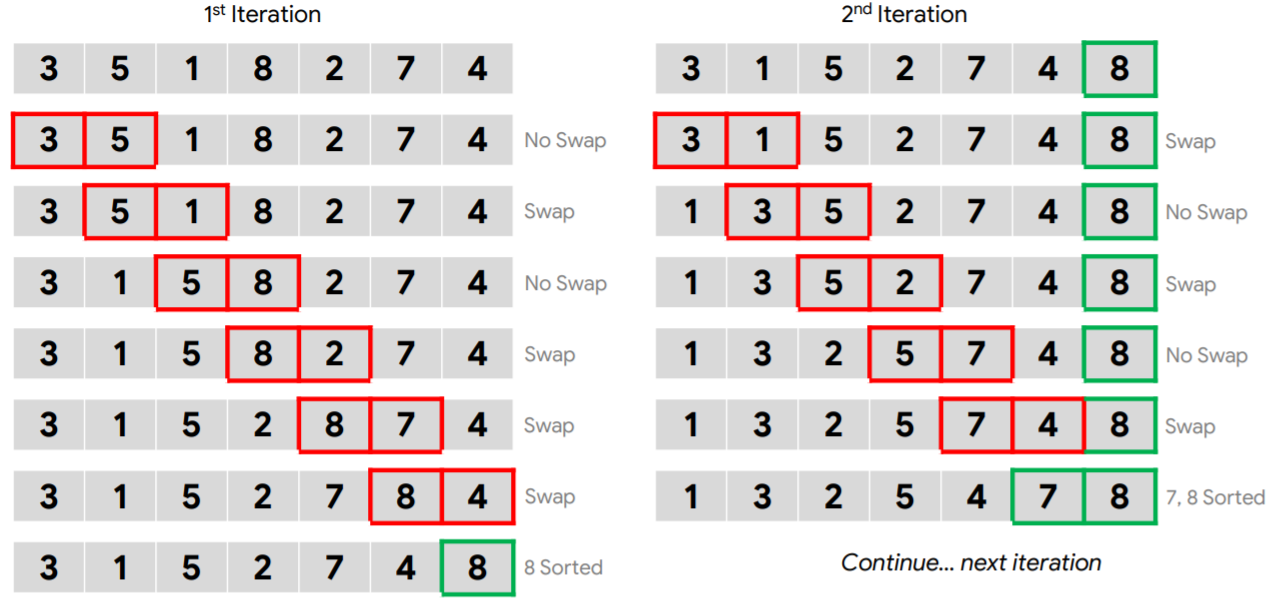 1st Iteration
3 5 1 8 2 7 4
3 5 1 8 2 7 4 No Swap
3 5 1 8 2 7 4 Swap
3 1 5 8 2 7 4 No Swap
3 1 5 8 2 7 4 Swap
3 1 5 2 8 7 4 Swap
3 1 5 2 7 8 4 Swap
3 1 5 2 7 4 8 8 Sorted
2nd Iteration
3 1 5 2 7 4 8
3 1 5 2 7 4 8 Swap
1 3 5 2 7 4 8 No Swap
1 3 5 2 7 4 8 Swap
1 3 2 5 7 4 8 No Swap
1 3 2 5 7 4 8 Swap
1 3 2 5 4 7 8 7, 8 Sorted
Continue... next iteration